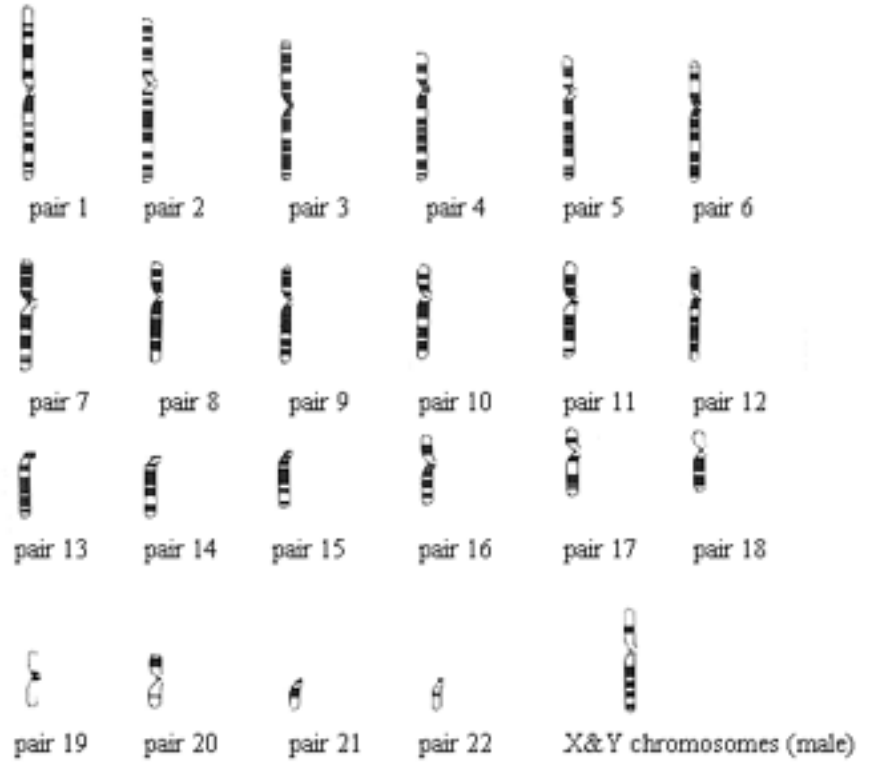 pair 1 pair 2 pair 3 pair 4 pair 5 pair 6
pair 7 pair 8 pair 9 pair 10 pair 11 pair 12
pair 13 pair 14 pair 15 pair 16 pair 17 pair 18
pair 19 pair 20 pair 21 pair 22 X&Y chromosomes (male)